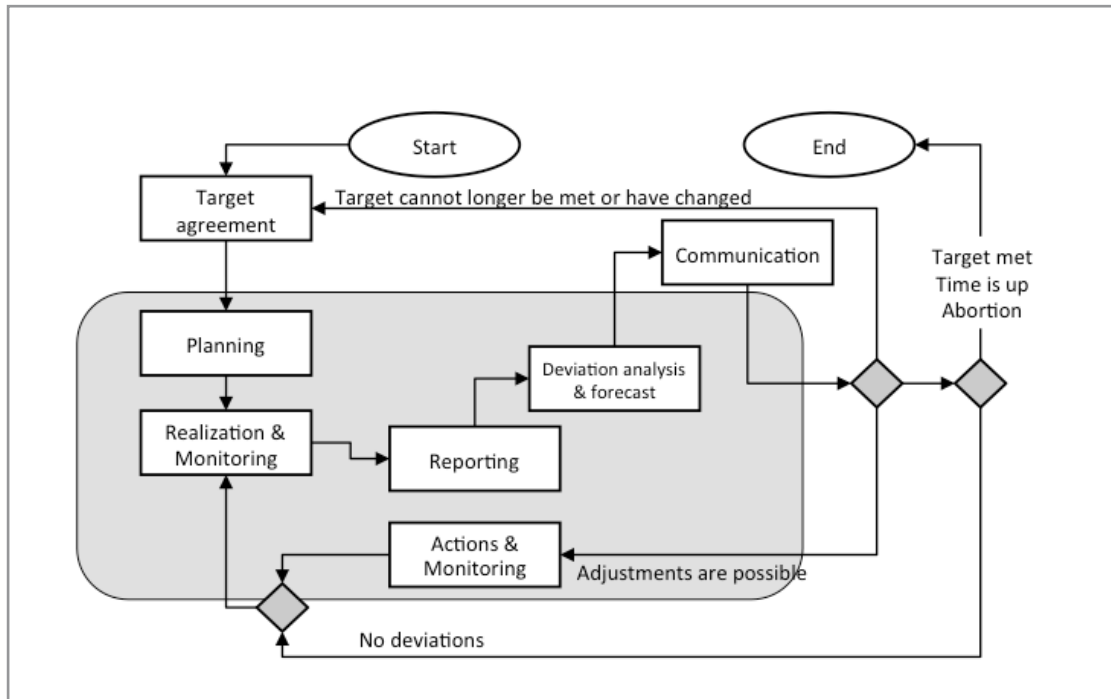 Start
End
Target
agreement
Target cannot longer be met or have changed
Communication
Target met
Time is up
Abortion
Planning
Deviation analysis
& forecast
Realization &
Monitoring
Reporting
Actions &
Monitoring
Adjustments are possible
No deviations